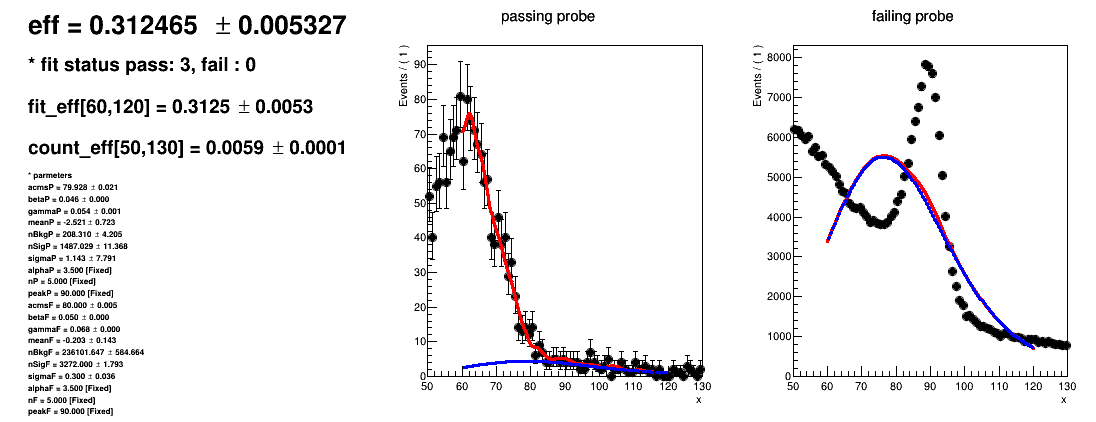 eff = 0.312465 ± 0.005327
* fit status pass: 3, fail : 0
fit_eff[60,120] = 0.3125 ± 0.0053
count_eff[50,130] = 0.0059 ± 0.0001
* parmeters
acmsP = 79.928 ± 0.021
betaP = 0.046 ± 0.000
gammaP = 0.054 ± 0.001
meanP = -2.521 ± 0.723
nBkgP = 208.310 ± 4.205
nSigP = 1487.029 ± 11.368
sigmaP = 1.143 ± 7.791
alphaP = 3.500 [Fixed]
nP = 5.000 [Fixed]
peakP = 90.000 [Fixed]
acmsF = 80.000 ± 0.005
betaF = 0.050 ± 0.000
gammaF = 0.068 ± 0.000
meanF = -0.203 ± 0.143
nBkgF = 236101.647 ± 584.664
nSigF = 3272.000 ± 1.793
sigmaF = 0.300 ± 0.036
alphaF = 3.500 [Fixed]
nF = 5.000 [Fixed]
peakF = 90.000 [Fixed]
passing probe
Events / ( 1 )
90
80
70
60
50
40
30
20
10
0
50 60 70 80 90 100 110 120 130
x
failing probe
Events / ( 1 )
8000
7000
6000
5000
4000
3000
2000
1000
0
50 60 70 80 90 100 110 120 130
x